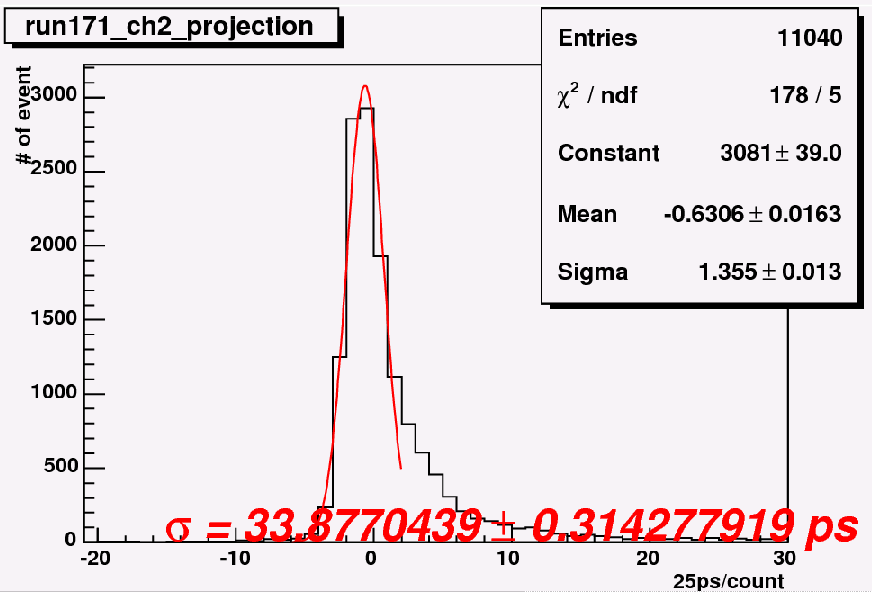 run171_ch2_projection
Entries 11040
χ² / ndf 178 / 5
Constant 3081 ± 39.0
Mean -0.6306 ± 0.0163
Sigma 1.355 ± 0.013
# of event
3000
2500
2000
1500
1000
500
0
σ = 33.8770439 ± 0.314277919 ps
-20 -10 0 10 20 30
25ps/count